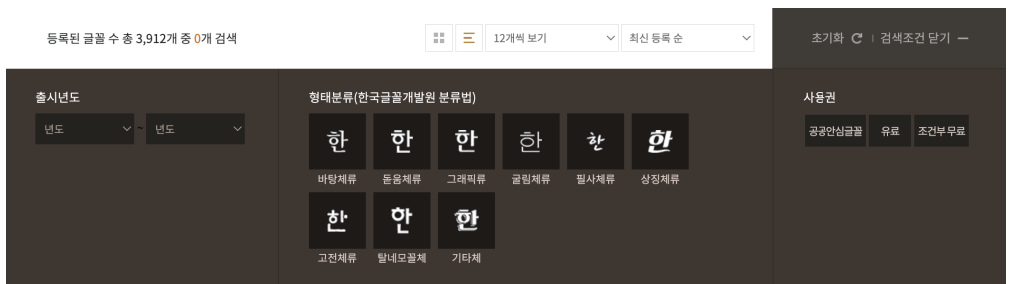 등록된 글꼴 수 총 3,912개 중 0개 검색
12개씩 보기
최신 등록 순
초기화
검색조건 닫기
출시년도
년도 ~ 년도
형태분류(한국글꼴개발원 분류법)
한 한 한 한 한 한
바탕체류 돋움체류 그래픽류 굴림체류 필사체류 상징체류
한 한 한
고전체류 탈네모꼴체 기타체
사용권
공공안심글꼴 유료 조건부 무료